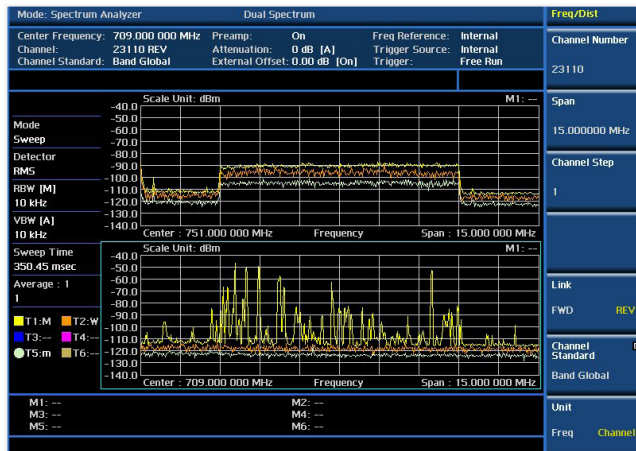 Mode: Spectrum Analyzer Dual Spectrum Freq/Dist
Center Frequency: 709.000 000 MHz Preamp: On Freq Reference: Internal
Channel: 23110 REV Attenuation: 0 dB [A] Trigger Source: Internal
Channel Standard: Band Global External Offset: 0.00 dB [On] Trigger: Free Run
Channel Number
23110
Span
15.000000 MHz
Channel Step
1
Link
FWD REV
Channel Standard
Band Global
Unit
Freq Channel
Mode
Sweep
Detector
RMS
RBW [M]
10 kHz
VBW [A]
10 kHz
Sweep Time
350.45 msec
Average : 1
1
T1:M T2:W
T3:-- T4:--
T5:m T6:--
Scale Unit: dBm M1: --
-40.0
-50.0
-60.0
-70.0
-80.0
-90.0
-100.0
-110.0
-120.0
-130.0
-140.0
Center : 751.000 000 MHz Frequency Span : 15.000 000 MHz
Scale Unit: dBm M1: --
-40.0
-50.0
-60.0
-70.0
-80.0
-90.0
-100.0
-110.0
-120.0
-130.0
-140.0
Center : 709.000 000 MHz Frequency Span : 15.000 000 MHz
M1: -- M2: --
M3: -- M4: --
M5: -- M6: --